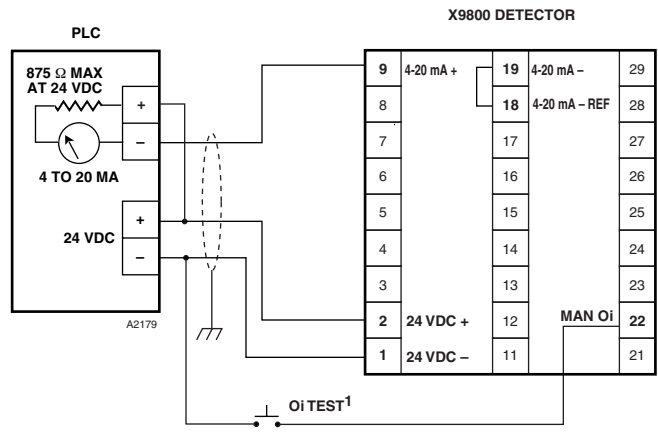 X9800 DETECTOR
PLC
875 Ω MAX
AT 24 VDC
+
–
4 TO 20 MA
+
24 VDC
–
A2179
9 4-20 mA + 19 4-20 mA – 29
8 18 4-20 mA – REF 28
7 17 27
6 16 26
5 15 25
4 14 24
3 13 23
2 24 VDC + 12 MAN Oi 22
1 24 VDC – 11 21
Oi TEST1